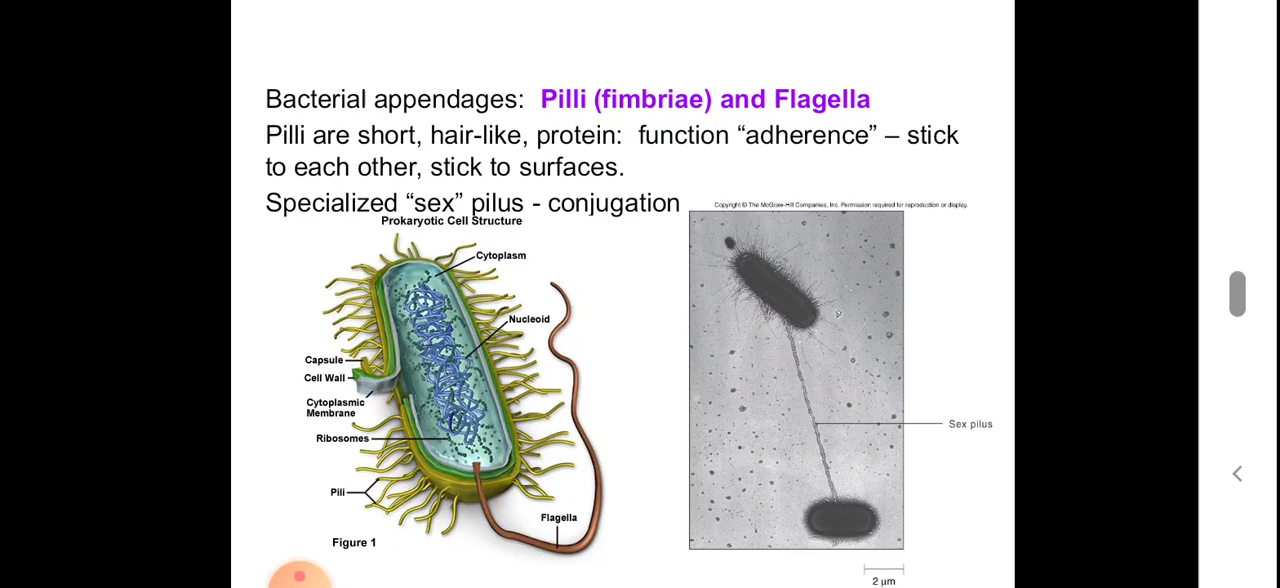 Bacterial appendages: Pilli (fimbriae) and Flagella
Pilli are short, hair-like, protein: function “adherence” – stick
to each other, stick to surfaces.
Specialized “sex” pilus - conjugation
Copyright © The McGraw-Hill Companies, Inc. Permission required for reproduction or display.
Prokaryotic Cell Structure
Cytoplasm
Nucleoid
Capsule
Cell Wall
Cytoplasmic
Membrane
Ribosomes
Pili
Flagella
Figure 1
Sex pilus
2 µm